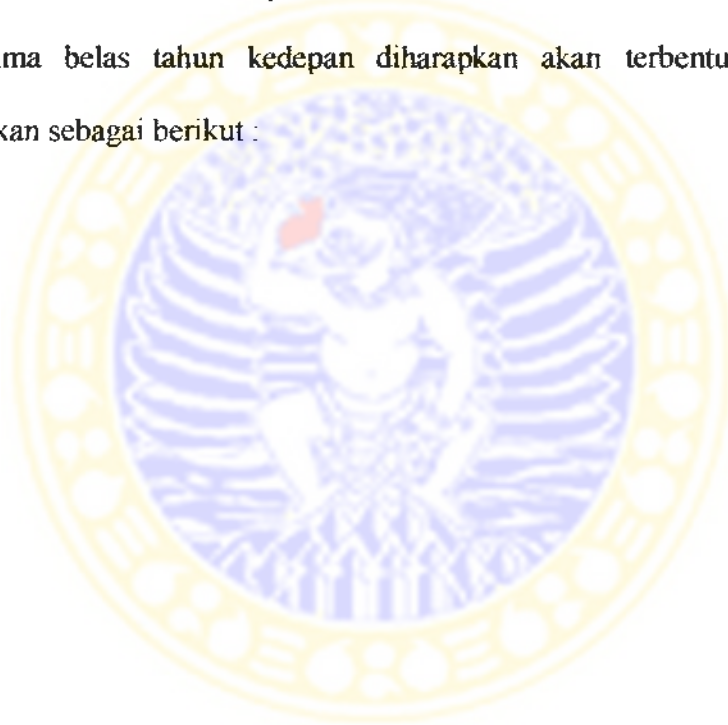 ma belas tahun kedepan diharapkan akan terbentu
kan sebagai berikut :